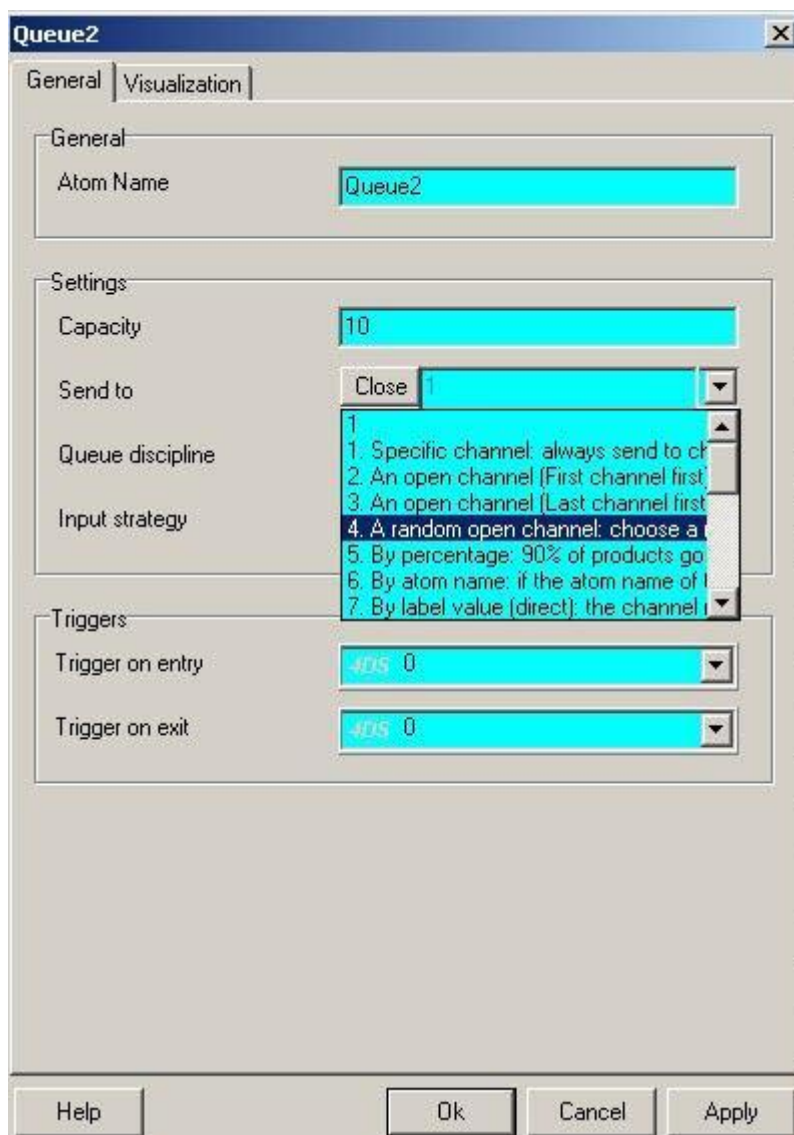 Queue2
General Visualization
General
Atom Name Queue2
Settings
Capacity 10
Send to Close 1
1
1. Specific channel: always send to ch
Queue discipline
2. An open channel (First channel first)
3. An open channel (Last channel first
Input strategy
4. A random open channel: choose a
5. By percentage: 90% of products go
6. By atom name: if the atom name of
7. By label value (direct): the channel
Triggers
Trigger on entry 4DS 0
Trigger on exit 4DS 0
Help Ok Cancel Apply